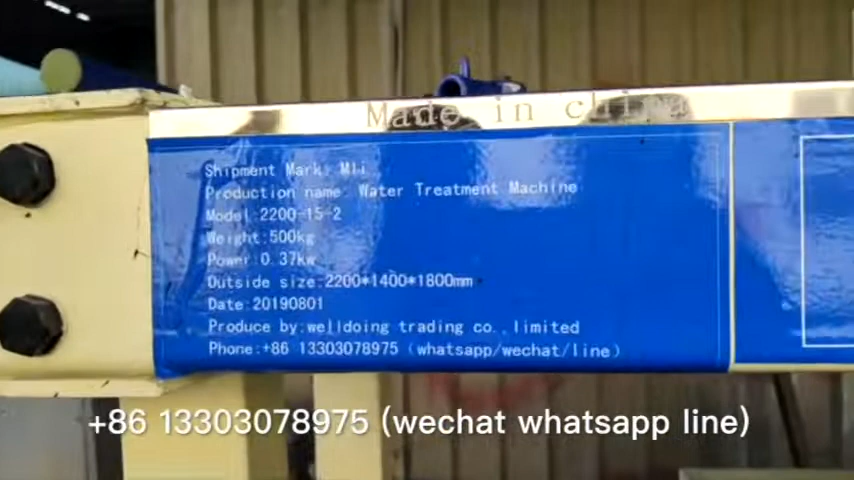 Made in china
Shipment Mark: Mli
Production name: Water Treatment Machine
Model:2200-15-2
Weight:500kg
Power:0.37kw
Outside size:2200*1400*1800mm
Date:20190801
Produce by:welldoing trading co.,limited
Phone:+86 13303078975 (whatsapp/wechat/line)
+86 13303078975 (wechat whatsapp line)